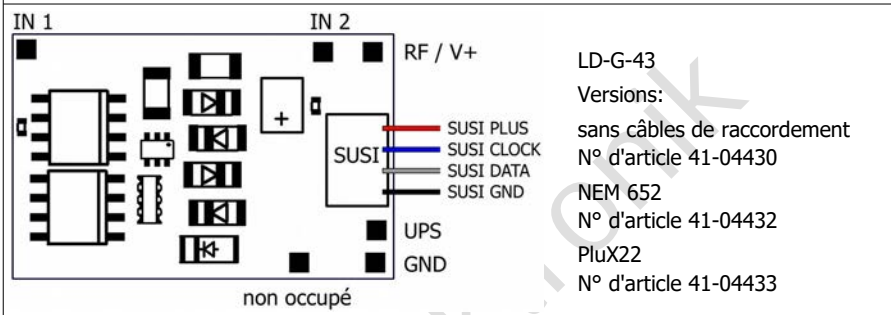 IN 1
IN 2
RF / V+
+
SUSI
SUSI PLUS
SUSI CLOCK
SUSI DATA
SUSI GND
UPS
GND
non occupé
LD-G-43
Versions:
sans câbles de raccordement
N° d'article 41-04430
NEM 652
N° d'article 41-04432
PluX22
N° d'article 41-04433